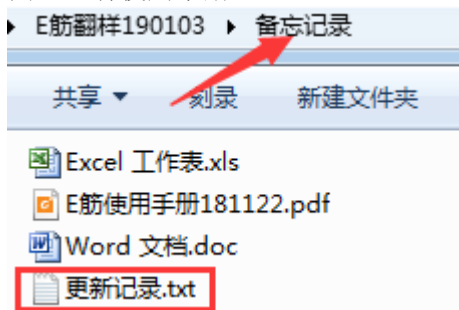 E筋翻样190103 ▸ 备忘记录
共享 刻录 新建文件夹
Excel 工作表.xls
E筋使用手册181122.pdf
Word 文档.doc
更新记录.txt